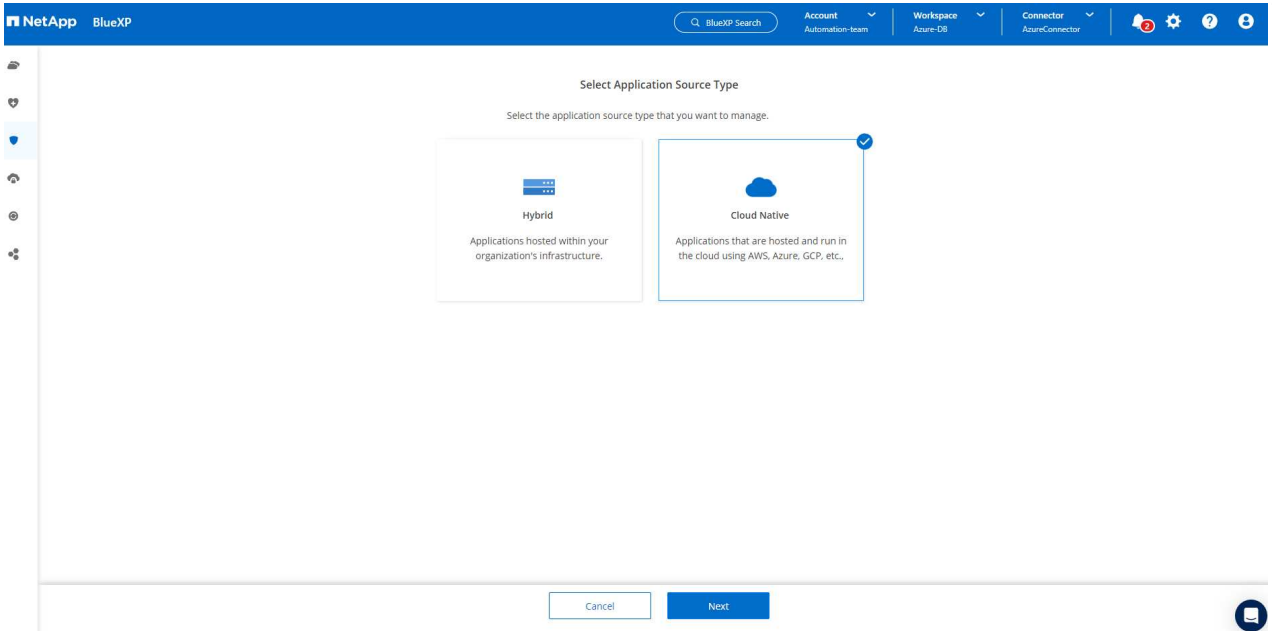 NetApp BlueXP
BlueXP Search
Account
Automation-team
Workspace
Azure-DB
Connector
AzureConnector
2
Select Application Source Type
Select the application source type that you want to manage.
Hybrid
Applications hosted within your
organization's infrastructure.
Cloud Native
Applications that are hosted and run in
the cloud using AWS, Azure, GCP, etc.,
Cancel
Next